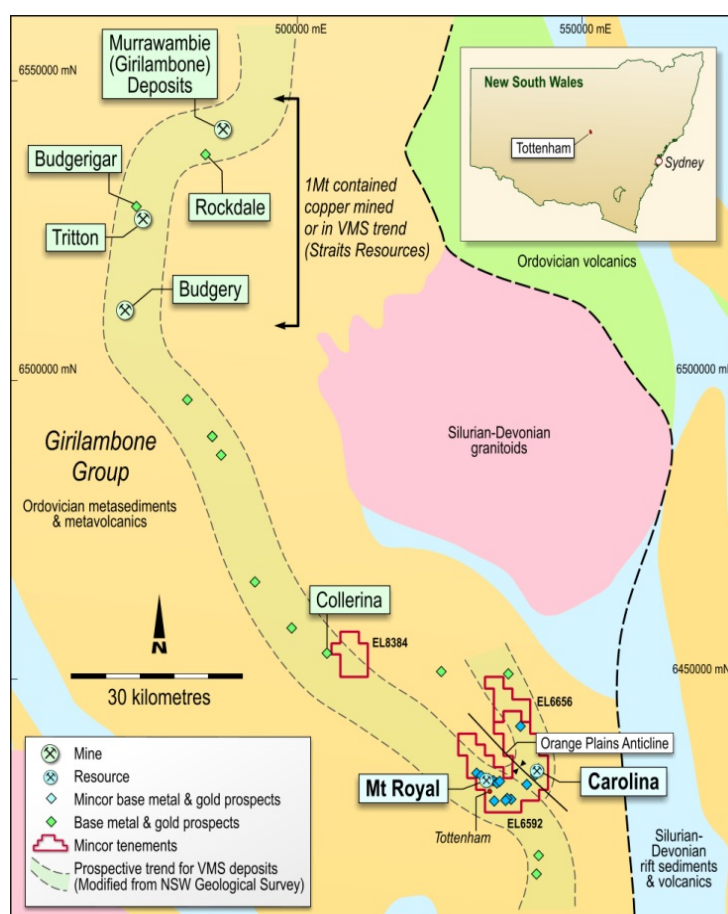 500000 mE
550000 mE
6550000 mN
Murrawambie
(Girilambone)
Deposits
New South Wales
Tottenham
Sydney
Budgerigar
Rockdale
Tritton
1Mt contained
copper mined
or in VMS trend
(Straits Resources)
Ordovician volcanics
Budgery
6500000 mN
6500000 mN
Girilambone
Group
Ordovician metasediments
& metavolcanics
Silurian-Devonian
granitoids
Collerina
EL8384
N
30 kilometres
6450000 mN
EL6656
Orange Plains Anticline
Mt Royal
Carolina
Tottenham
EL6592
Silurian-
Devonian
rift sediments
& volcanics
Mine
Resource
Mincor base metal & gold prospects
Base metal & gold prospects
Mincor tenements
Prospective trend for VMS deposits
(Modified from NSW Geological Survey)